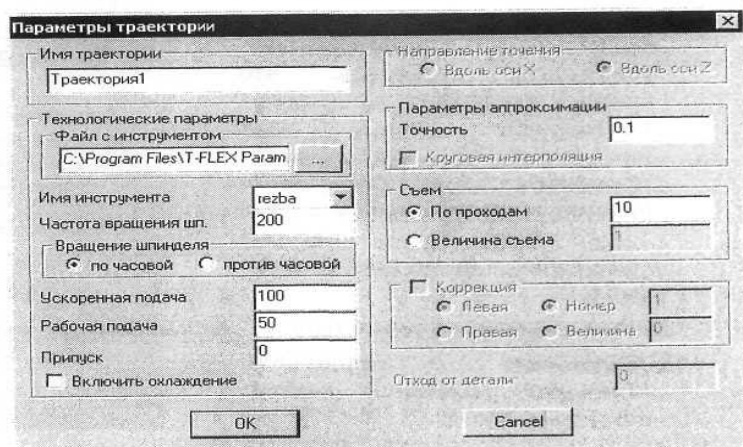 Параметры траектории
Имя траектории
Траектория1
Технологические параметры
Файл с инструментом
C:\Program Files\T-FLEX Param ...
Имя инструмента rezba
Частота вращения шп. 200
Вращение шпинделя
по часовой против часовой
Ускоренная подача 100
Рабочая подача 50
Припуск 0
Включить охлаждение
OK
Направление точения
Вдоль оси X Вдоль оси Z
Параметры аппроксимации
Точность 0.1
Круговая интерполяция
Съем
По проходам 10
Величина съема 1
Коррекция
Левая Номер 1
Правая Величина 0
Отход от детали 0
Cancel